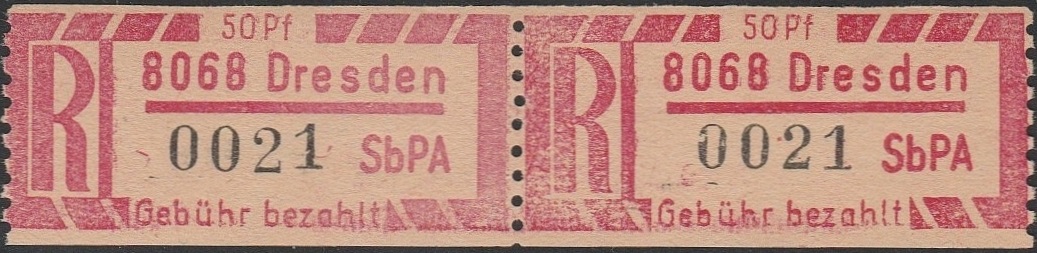 50 Pf
R
8068 Dresden
0021 SbPA
Gebühr bezahlt
50 Pf
R
8068 Dresden
0021 SbPA
Gebühr bezahlt